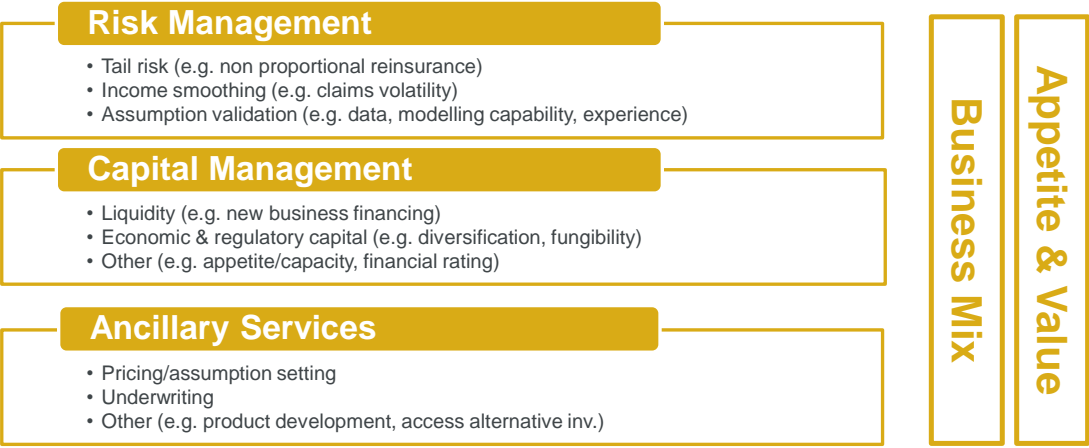 Risk Management
• Tail risk (e.g. non proportional reinsurance)
• Income smoothing (e.g. claims volatility)
• Assumption validation (e.g. data, modelling capability, experience)
Capital Management
• Liquidity (e.g. new business financing)
• Economic & regulatory capital (e.g. diversification, fungibility)
• Other (e.g. appetite/capacity, financial rating)
Ancillary Services
• Pricing/assumption setting
• Underwriting
• Other (e.g. product development, access alternative inv.)
Business Mix
Appetite & Value